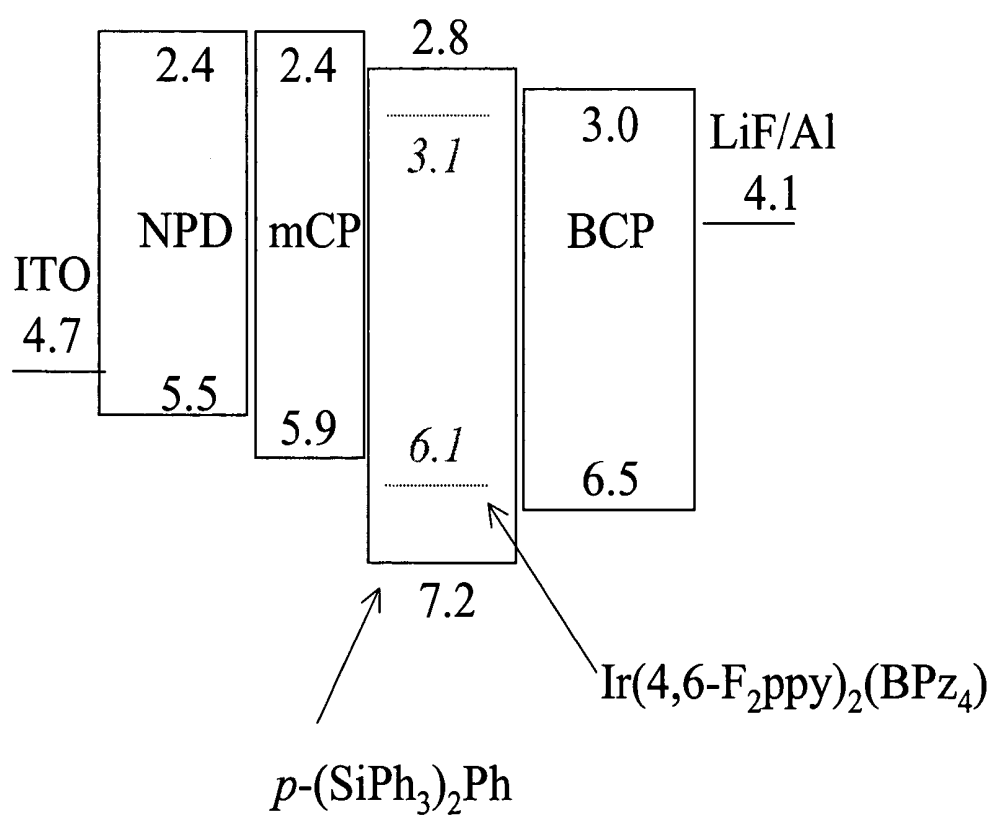 2.8
2.4 2.4
3.0
LiF/Al
3.1
4.1
NPD mCP BCP
ITO
4.7
5.5
5.9
6.1
6.5
7.2
Ir(4,6-F₂ppy)₂(BPz₄)
p-(SiPh₃)₂Ph